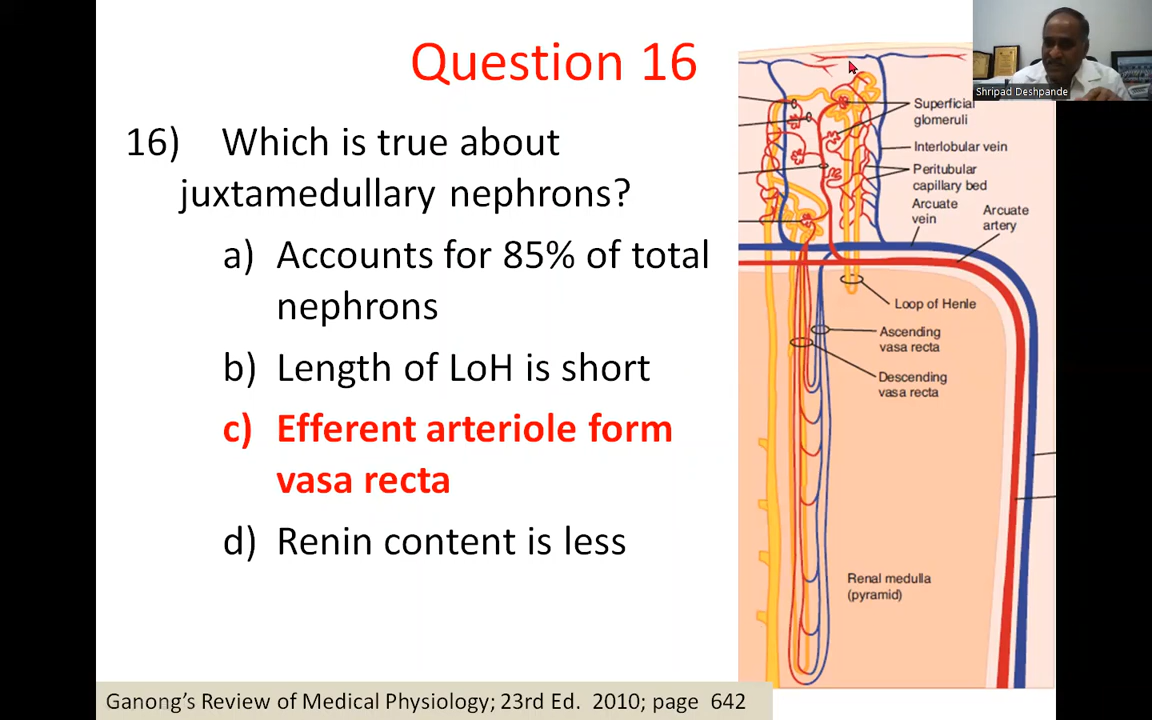 Question 16
16) Which is true about
juxtamedullary nephrons?
a) Accounts for 85% of total
nephrons
b) Length of LoH is short
c) Efferent arteriole form
vasa recta
d) Renin content is less
Superficial
glomeruli
Interlobular vein
Peritubular
capillary bed
Arcuate
vein
Arcuate
artery
Loop of Henle
Ascending
vasa recta
Descending
vasa recta
Renal medulla
(pyramid)
Shripad Deshpande
Ganong's Review of Medical Physiology; 23rd Ed. 2010; page 642